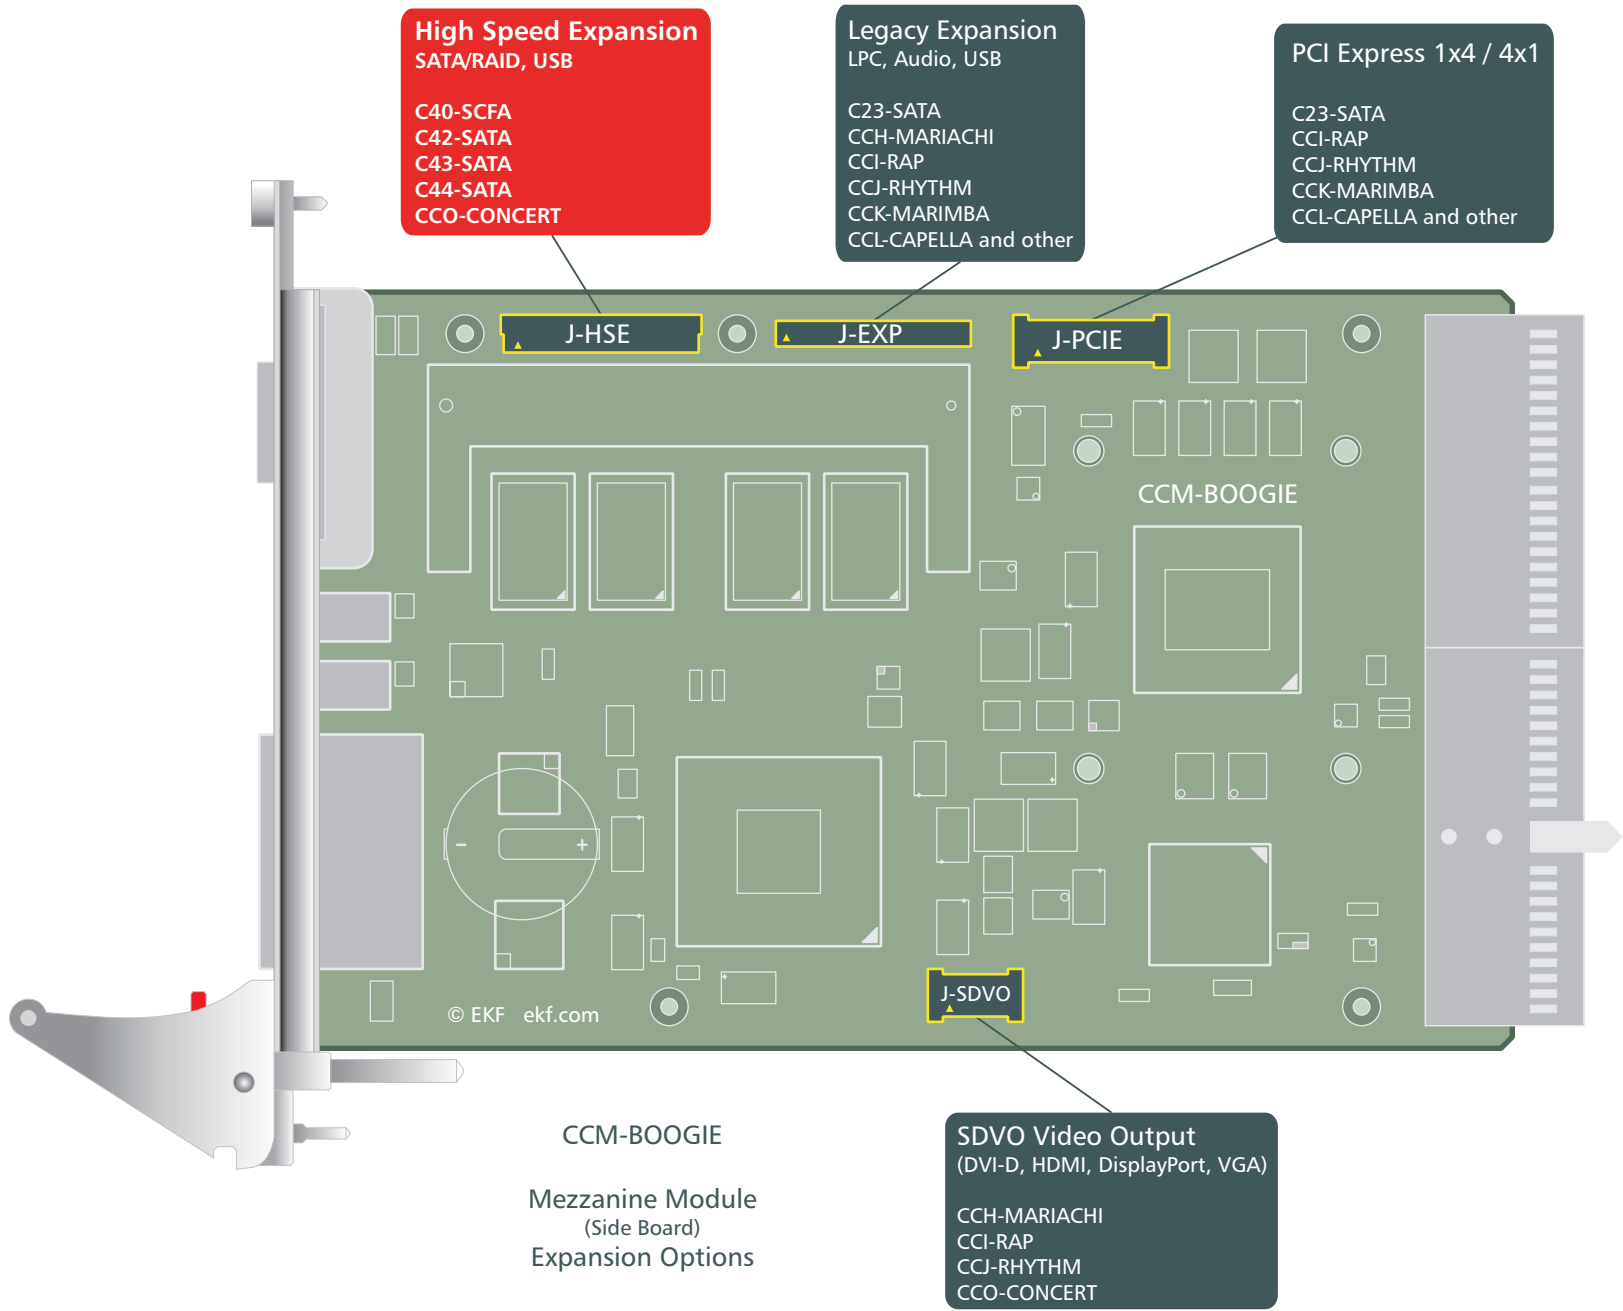 High Speed Expansion
SATA/RAID, USB
C40-SCFA
C42-SATA
C43-SATA
C44-SATA
CCO-CONCERT
Legacy Expansion
LPC, Audio, USB
C23-SATA
CCH-MARIACHI
CCI-RAP
CCJ-RHYTHM
CCK-MARIMBA
CCL-CAPELLA and other
PCI Express 1x4 / 4x1
C23-SATA
CCI-RAP
CCJ-RHYTHM
CCK-MARIMBA
CCL-CAPELLA and other
J-HSE
J-EXP
J-PCIE
CCM-BOOGIE
− +
J-SDVO
© EKF ekf.com
CCM-BOOGIE
Mezzanine Module
(Side Board)
Expansion Options
SDVO Video Output
(DVI-D, HDMI, DisplayPort, VGA)
CCH-MARIACHI
CCI-RAP
CCJ-RHYTHM
CCO-CONCERT